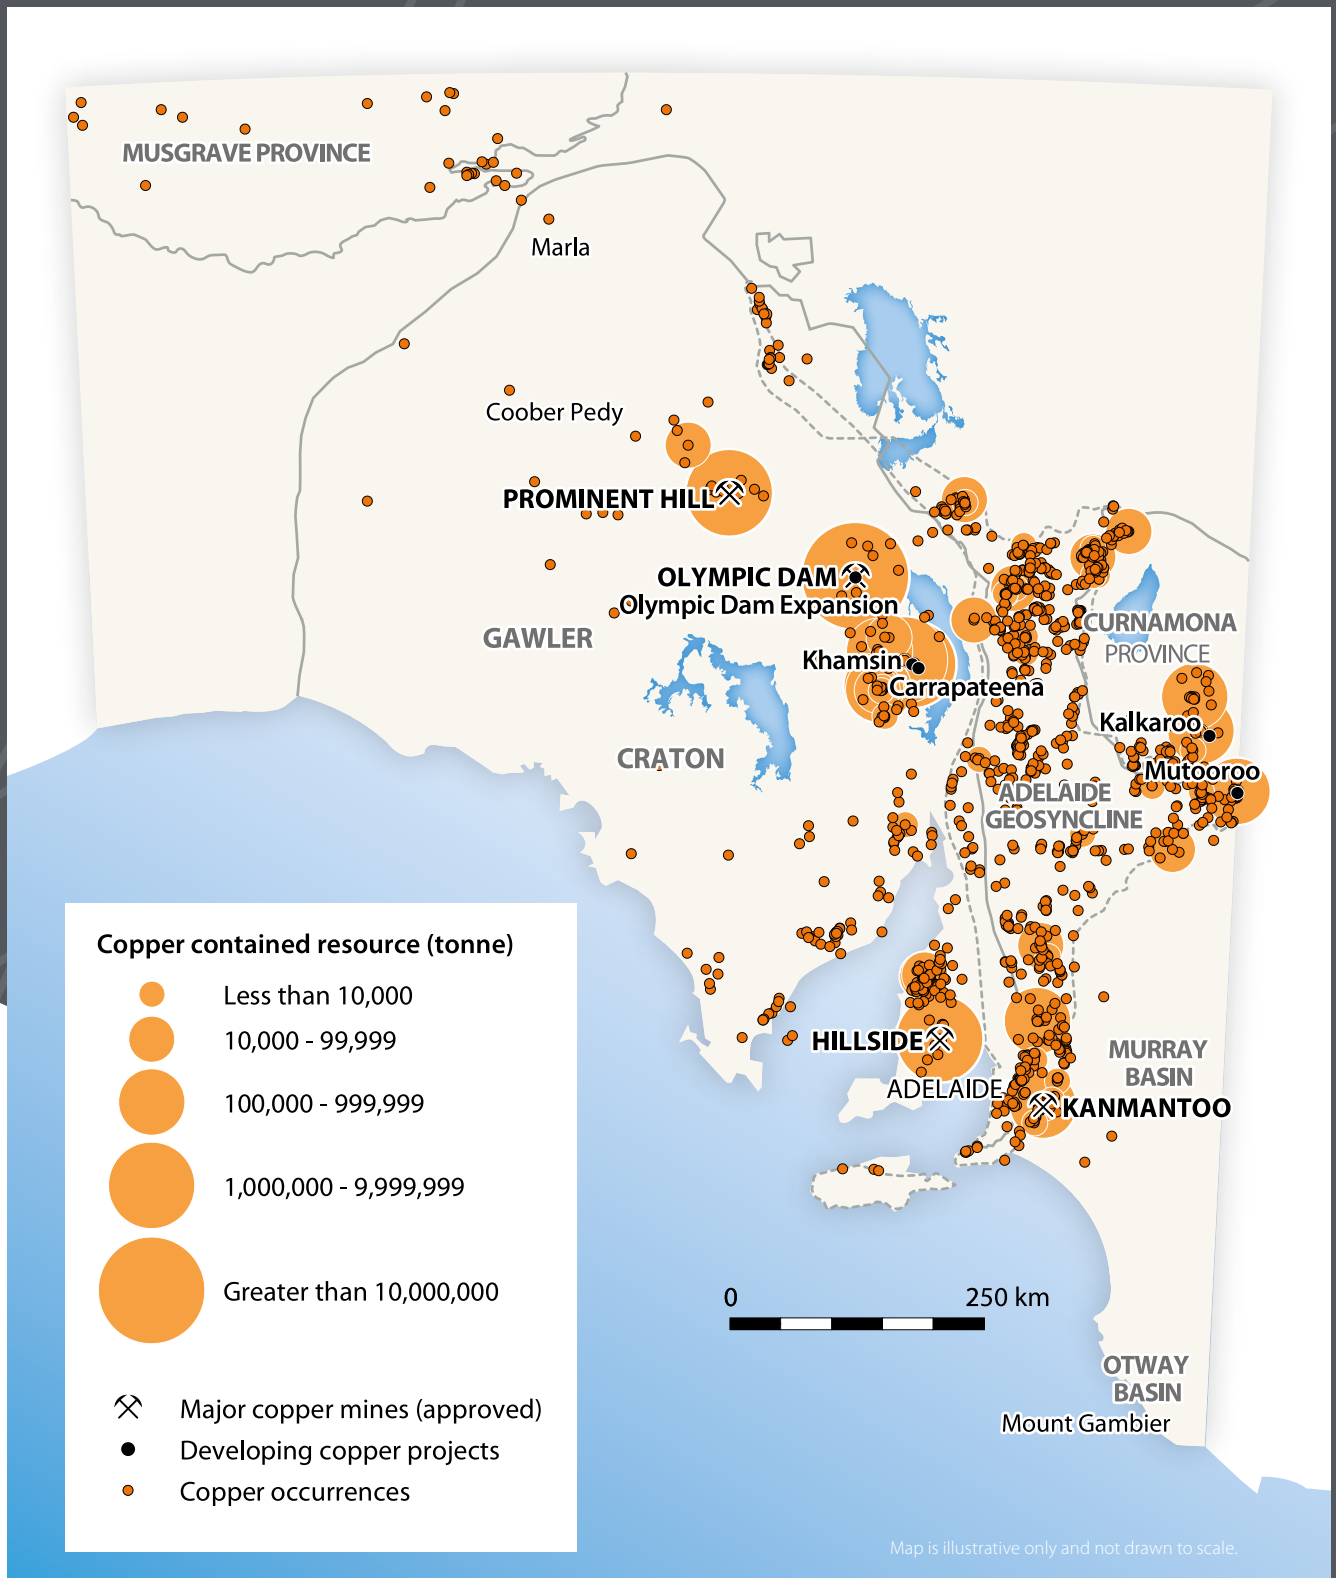 MUSGRAVE PROVINCE
Marla
Coober Pedy
PROMINENT HILL
OLYMPIC DAM
Olympic Dam Expansion
GAWLER
CURNAMONA
PROVINCE
Khamsin
Carrapateena
Kalkaroo
CRATON
Mutooroo
ADELAIDE
GEOSYNCLINE
HILLSIDE
MURRAY
BASIN
ADELAIDE
KANMANTOO
Copper contained resource (tonne)
Less than 10,000
10,000 - 99,999
100,000 - 999,999
1,000,000 - 9,999,999
Greater than 10,000,000
Major copper mines (approved)
Developing copper projects
Copper occurrences
0 250 km
OTWAY
BASIN
Mount Gambier
Map is illustrative only and not drawn to scale.